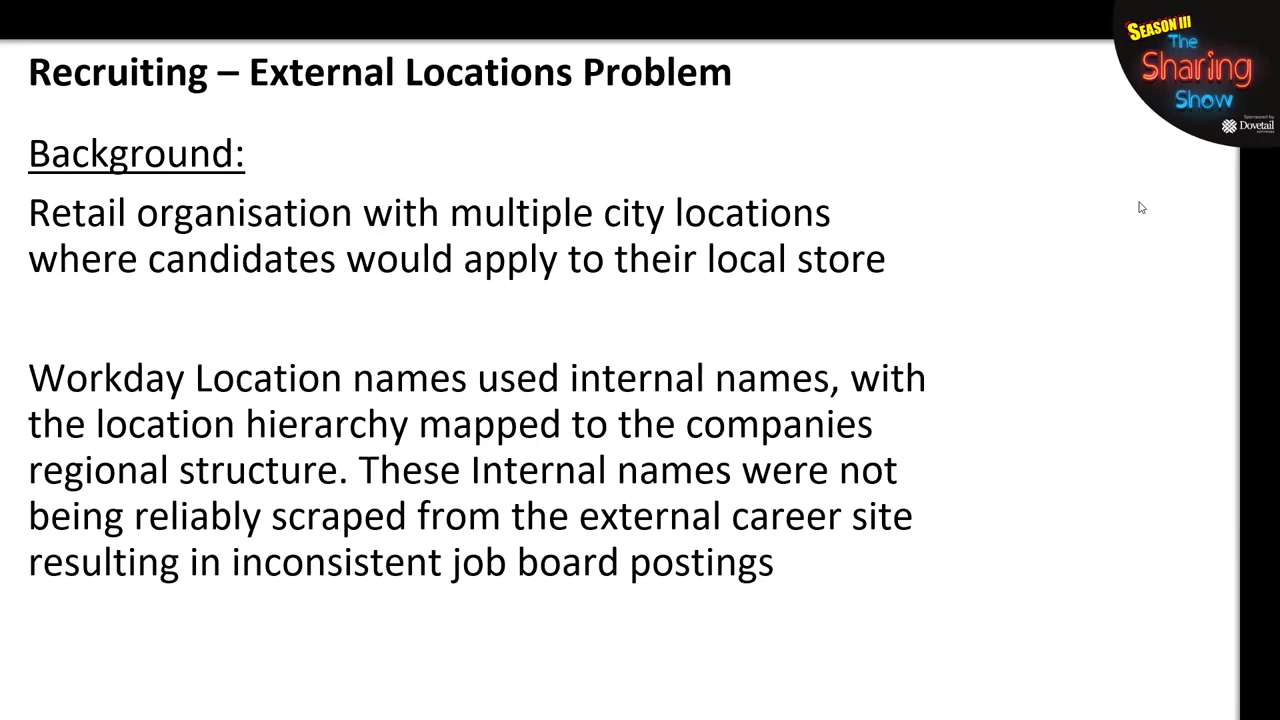 SEASON III
The
Sharing
Show
Sponsored by
Dovetail
SOFTWARE
Recruiting – External Locations Problem
Background:
Retail organisation with multiple city locations
where candidates would apply to their local store
Workday Location names used internal names, with
the location hierarchy mapped to the companies
regional structure. These Internal names were not
being reliably scraped from the external career site
resulting in inconsistent job board postings